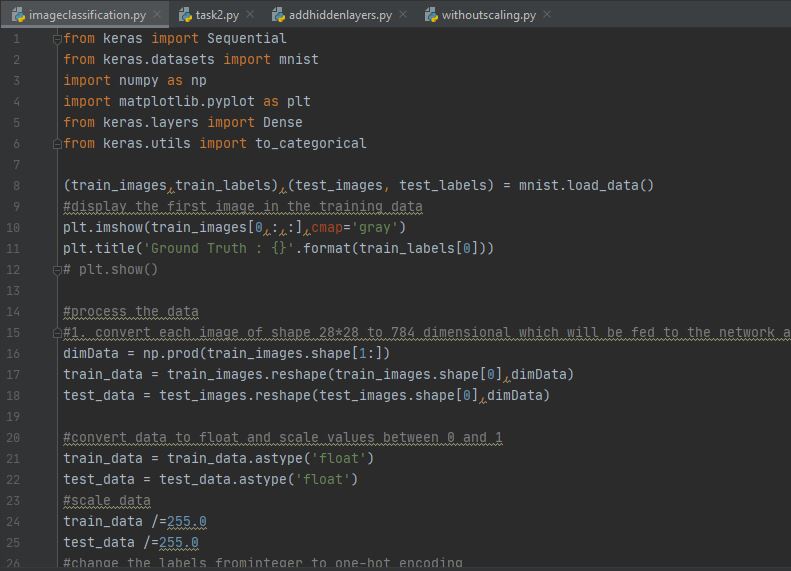 imageclassification.py task2.py addhiddenlayers.py withoutscaling.py
1 from keras import Sequential
2 from keras.datasets import mnist
3 import numpy as np
4 import matplotlib.pyplot as plt
5 from keras.layers import Dense
6 from keras.utils import to_categorical
7
8 (train_images,train_labels),(test_images, test_labels) = mnist.load_data()
9 #display the first image in the training data
10 plt.imshow(train_images[0,:,:],cmap='gray')
11 plt.title('Ground Truth : {}'.format(train_labels[0]))
12 # plt.show()
13
14 #process the data
15 #1. convert each image of shape 28*28 to 784 dimensional which will be fed to the network a
16 dimData = np.prod(train_images.shape[1:])
17 train_data = train_images.reshape(train_images.shape[0],dimData)
18 test_data = test_images.reshape(test_images.shape[0],dimData)
19
20 #convert data to float and scale values between 0 and 1
21 train_data = train_data.astype('float')
22 test_data = test_data.astype('float')
23 #scale data
24 train_data /=255.0
25 test_data /=255.0
26 #change the labels frominteger to one-hot encoding